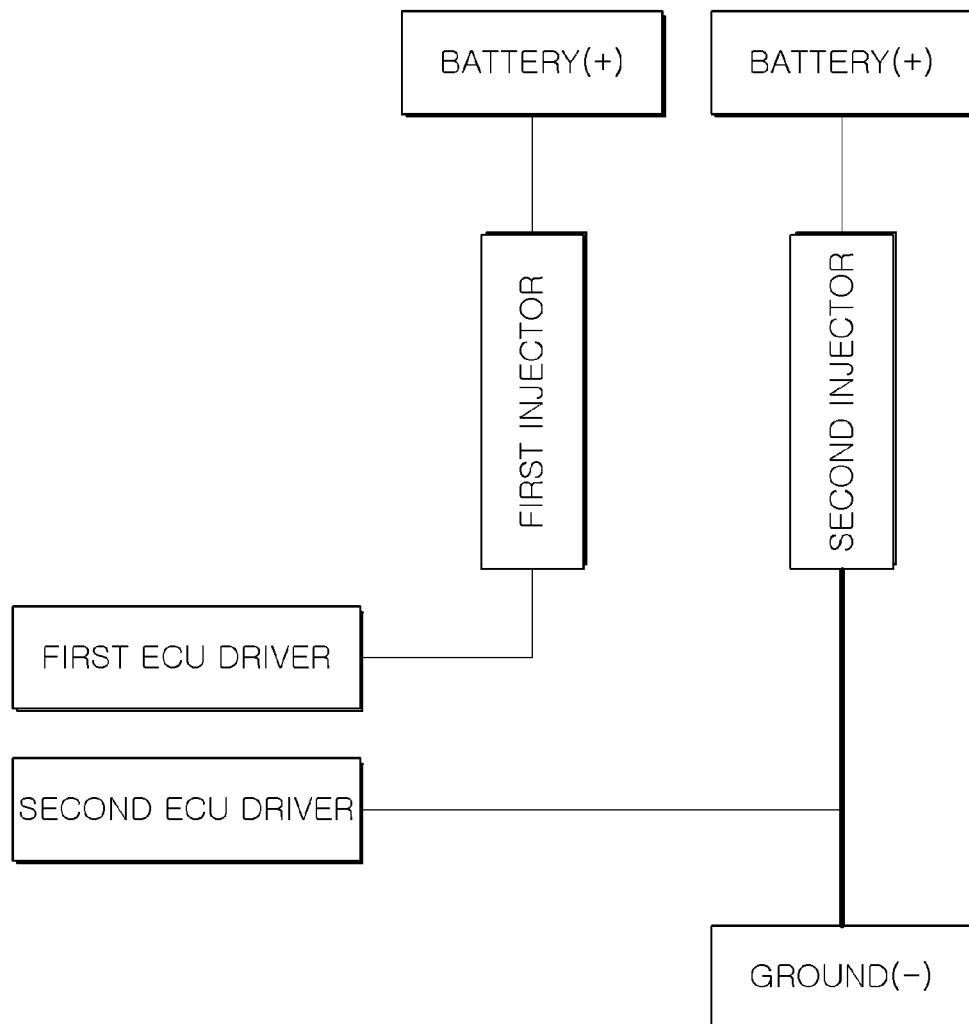 BATTERY(+)
BATTERY(+)
FIRST INJECTOR
SECOND INJECTOR
FIRST ECU DRIVER
SECOND ECU DRIVER
GROUND(-)